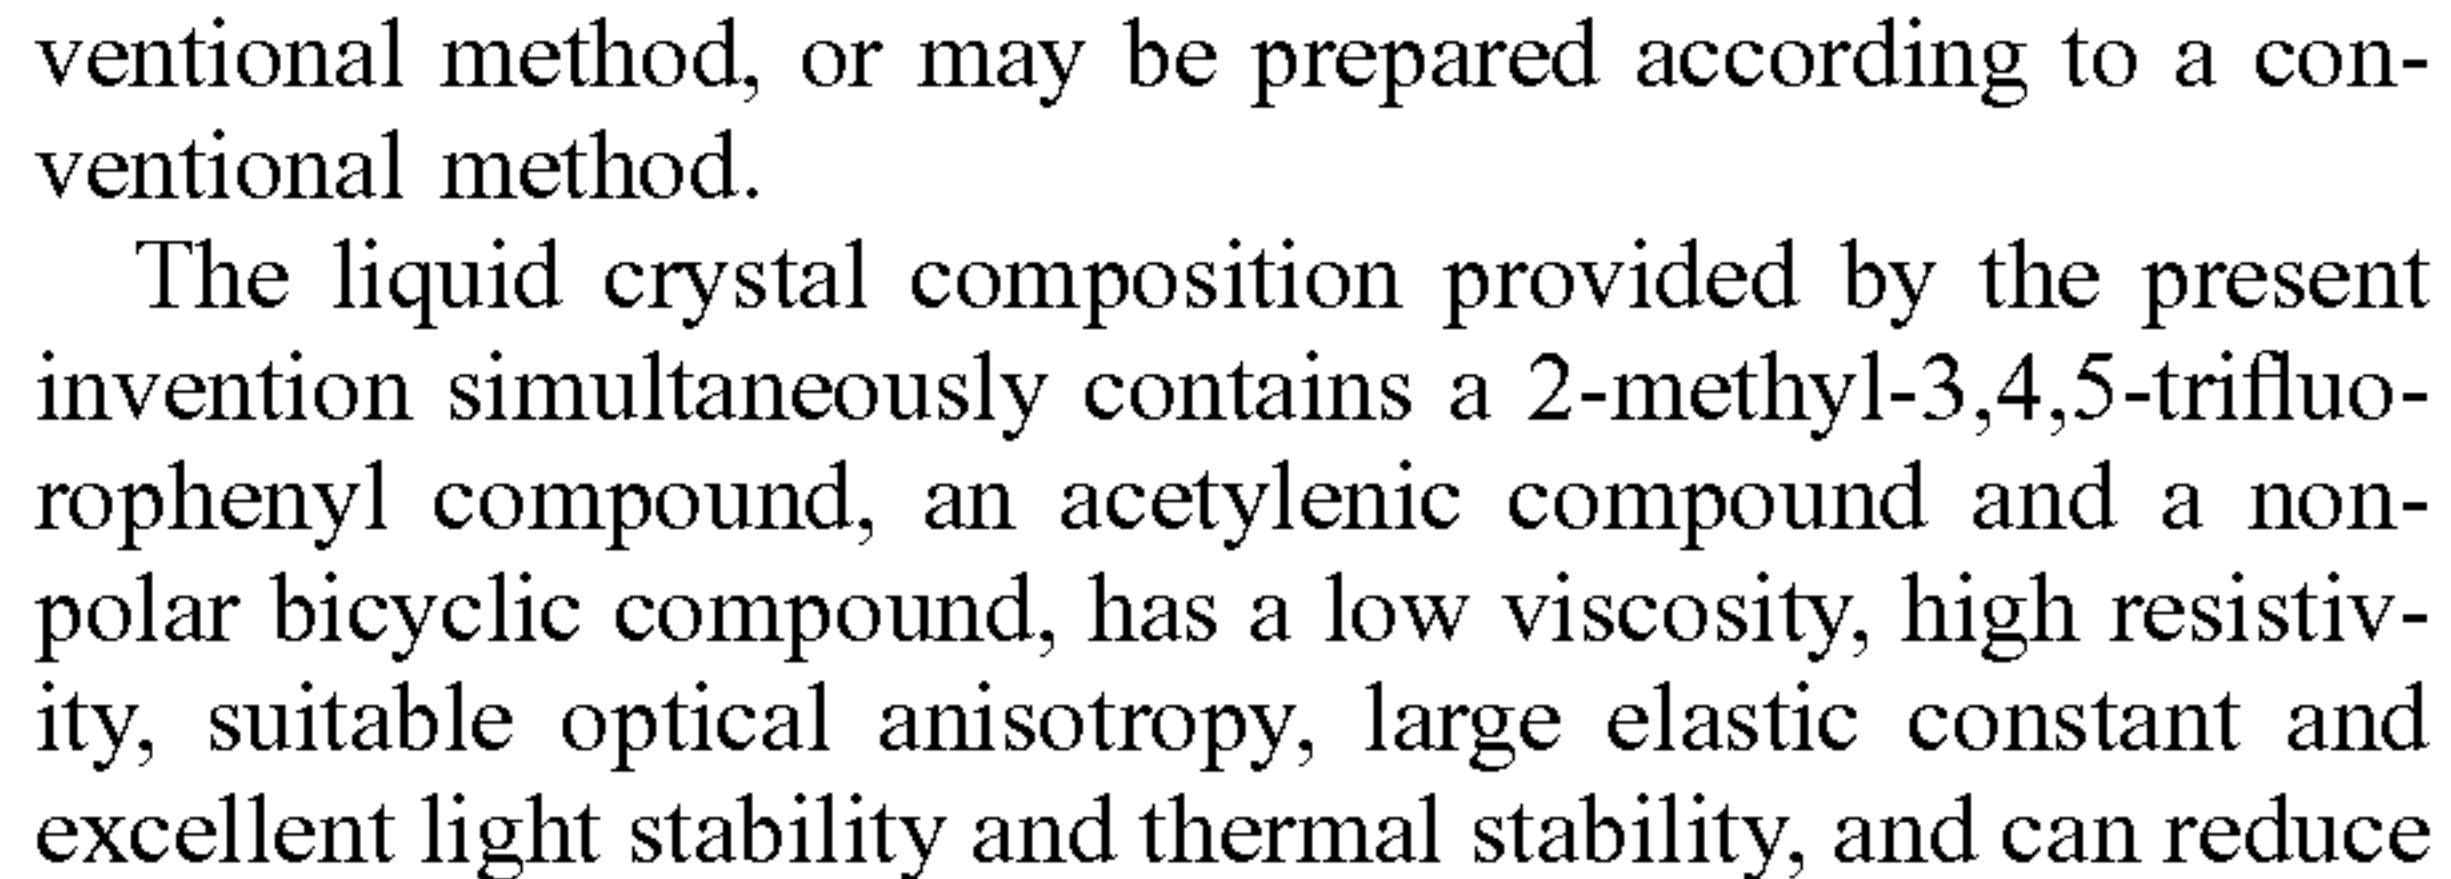 ventional method, or may be prepared according to a con-
ventional method.
The liquid crystal composition provided by the present
invention simultaneously contains a 2-methyl-3,4,5-trifluo-
rophenyl compound, an acetylenic compound and a non-
polar bicyclic compound, has a low viscosity, high resistiv-
ity, suitable optical anisotropy, large elastic constant and
excellent light stability and thermal stability, and can reduce